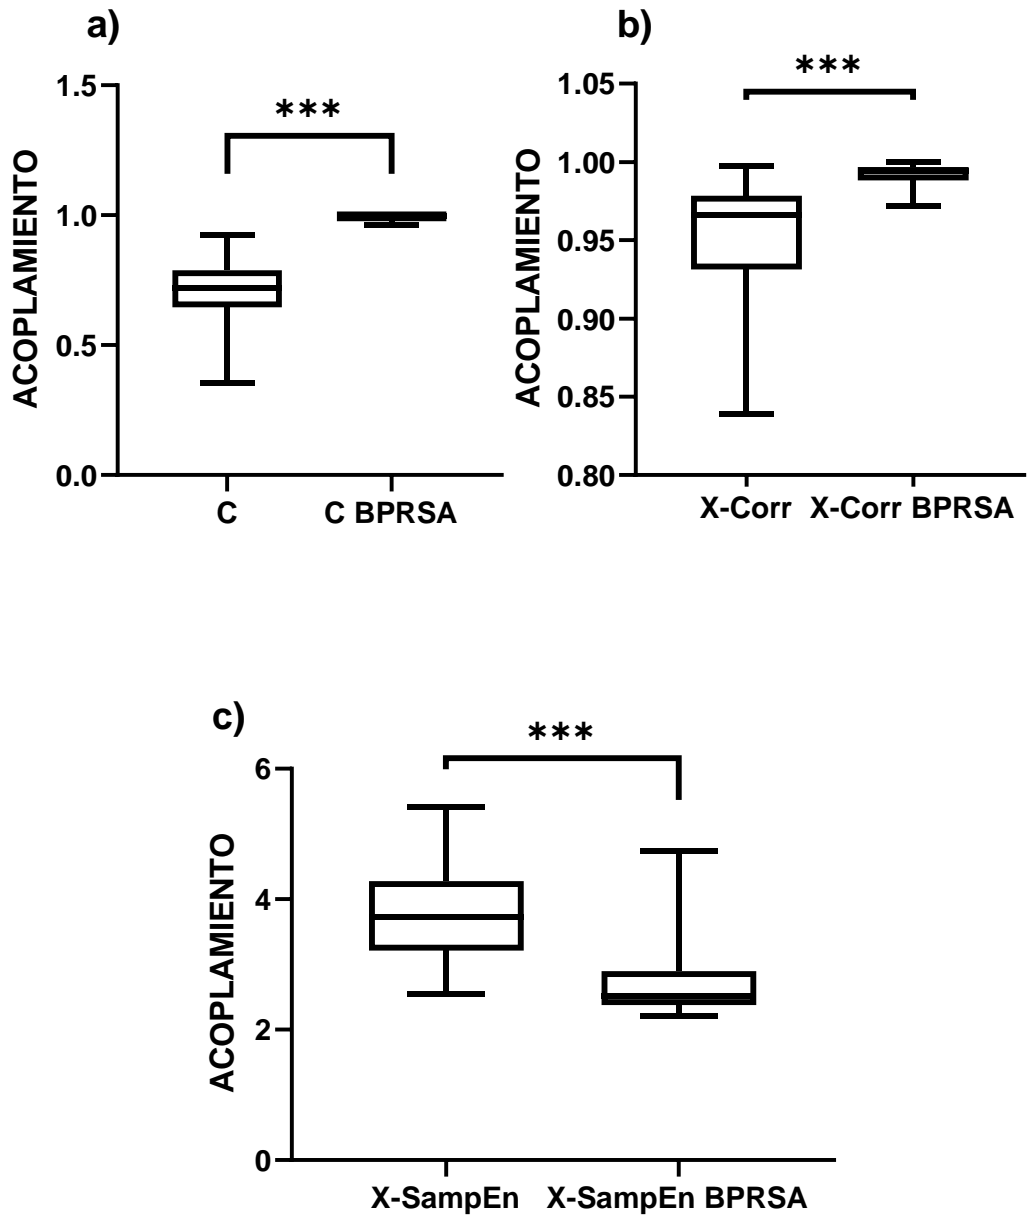 a)
***
ACOPLAMIENTO
1.5
1.0
0.5
0.0
C
C BPRSA
b)
***
ACOPLAMIENTO
1.05
1.00
0.95
0.90
0.85
0.80
X-Corr
X-Corr BPRSA
c)
***
ACOPLAMIENTO
6
4
2
0
X-SampEn
X-SampEn BPRSA